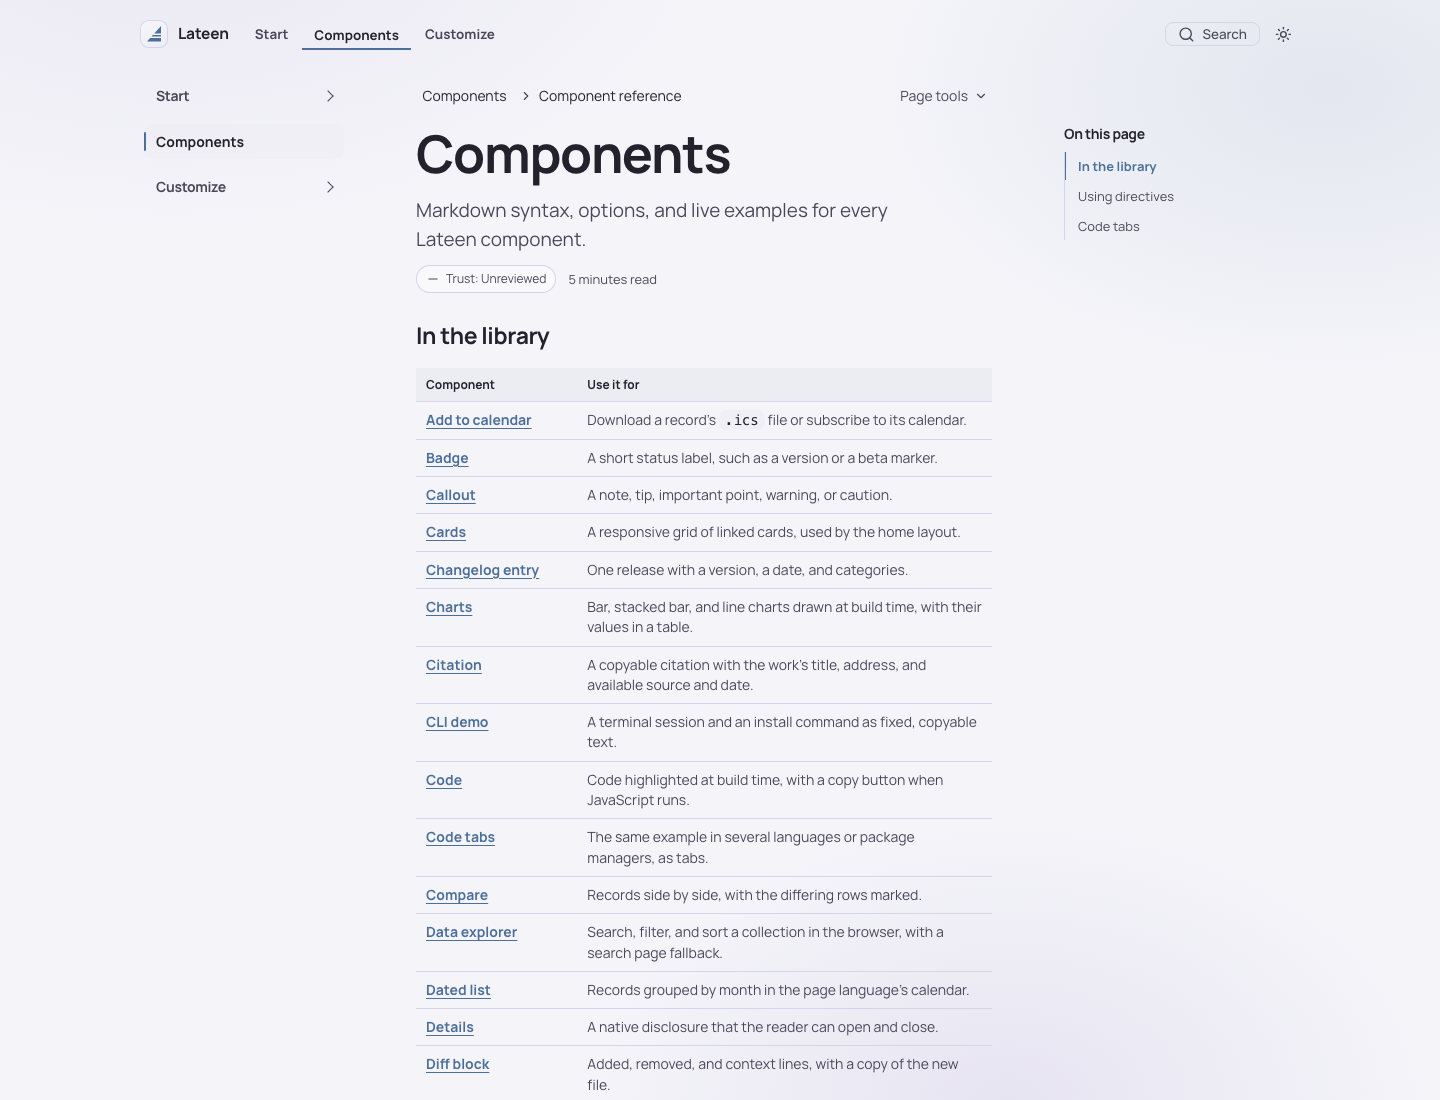 Lateen
Start
Components
Customize
Search
Start
Components
Customize
Components
Component reference
Page tools
Components
Markdown syntax, options, and live examples for every
Lateen component.
Trust: Unreviewed
5 minutes read
On this page
In the library
Using directives
Code tabs
In the library
Component Use it for
Add to calendar Download a record’s .ics file or subscribe to its calendar.
Badge A short status label, such as a version or a beta marker.
Callout A note, tip, important point, warning, or caution.
Cards A responsive grid of linked cards, used by the home layout.
Changelog entry One release with a version, a date, and categories.
Charts Bar, stacked bar, and line charts drawn at build time, with their
values in a table.
Citation A copyable citation with the work’s title, address, and
available source and date.
CLI demo A terminal session and an install command as fixed, copyable
text.
Code Code highlighted at build time, with a copy button when
JavaScript runs.
Code tabs The same example in several languages or package
managers, as tabs.
Compare Records side by side, with the differing rows marked.
Data explorer Search, filter, and sort a collection in the browser, with a
search page fallback.
Dated list Records grouped by month in the page language’s calendar.
Details A native disclosure that the reader can open and close.
Diff block Added, removed, and context lines, with a copy of the new
file.